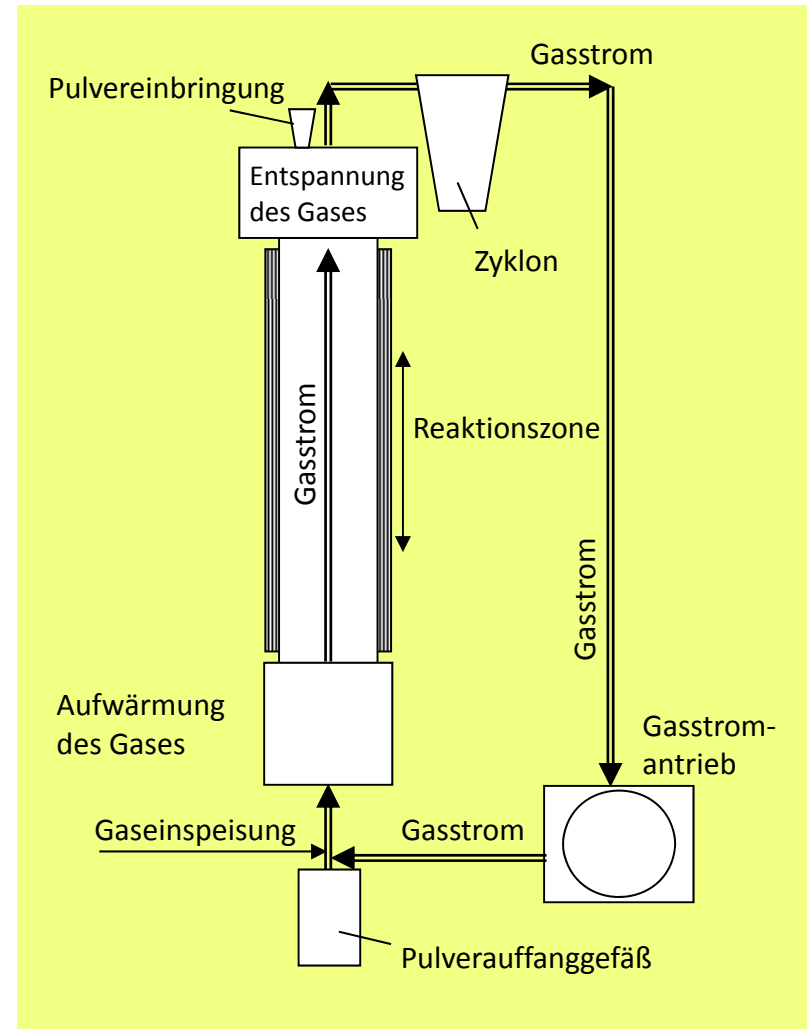 Gasstrom
Pulvereinbringung
Entspannung
des Gases
Zyklon
Gasstrom
Reaktionszone
Gasstrom
Aufwärmung
des Gases
Gasstrom-
antrieb
Gaseinspeisung
Gasstrom
Pulverauffanggefäß